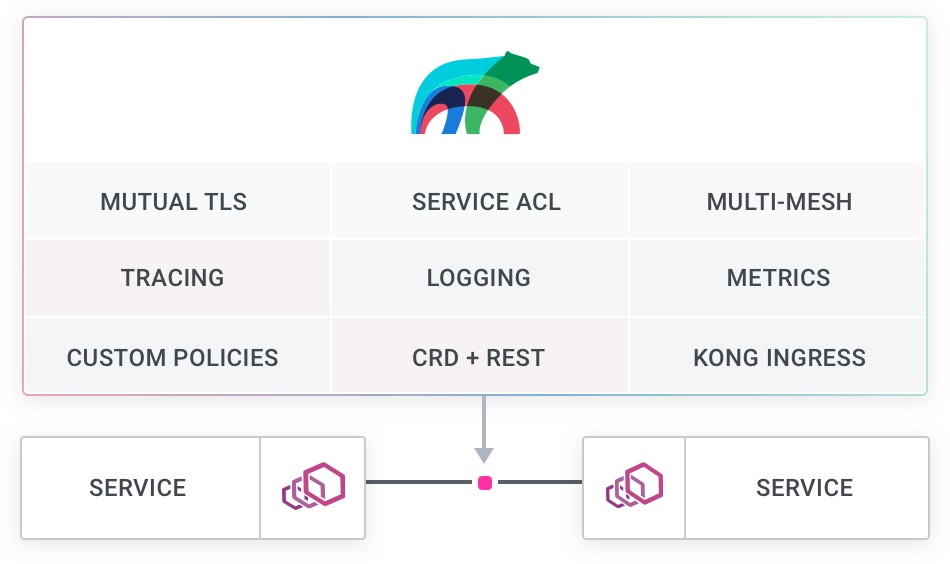 MUTUAL TLS
SERVICE ACL
MULTI-MESH
TRACING
LOGGING
METRICS
CUSTOM POLICIES
CRD + REST
KONG INGRESS
SERVICE
SERVICE